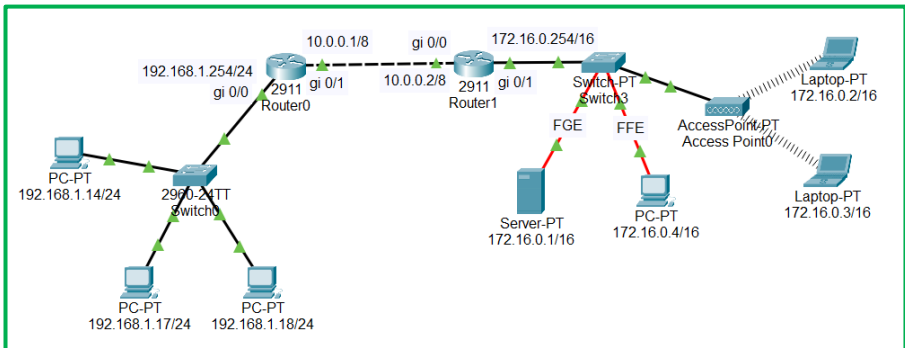 10.0.0.1/8
gi 0/0
172.16.0.254/16
192.168.1.254/24
gi 0/0
2911
Router0
gi 0/1
10.0.0.2/8
2911
Router1
gi 0/1
Switch-PT
Switch3
Laptop-PT
172.16.0.2/16
AccessPoint-PT
Access Point0
FGE
FFE
PC-PT
192.168.1.14/24
2960-24TT
Switch0
Server-PT
172.16.0.1/16
PC-PT
172.16.0.4/16
Laptop-PT
172.16.0.3/16
PC-PT
192.168.1.17/24
PC-PT
192.168.1.18/24